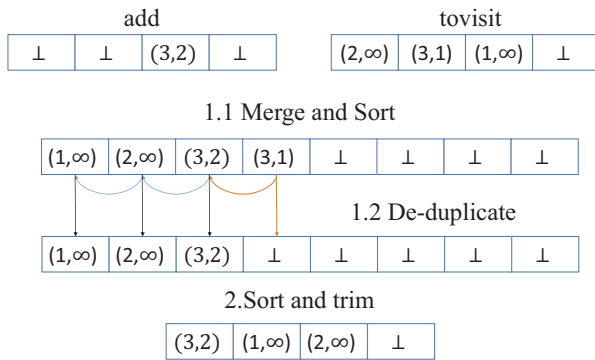 add tovisit
⊥ ⊥ (3,2) ⊥ (2,∞) (3,1) (1,∞) ⊥
1.1 Merge and Sort
(1,∞) (2,∞) (3,2) (3,1) ⊥ ⊥ ⊥ ⊥
1.2 De-duplicate
(1,∞) (2,∞) (3,2) ⊥ ⊥ ⊥ ⊥ ⊥
2.Sort and trim
(3,2) (1,∞) (2,∞) ⊥